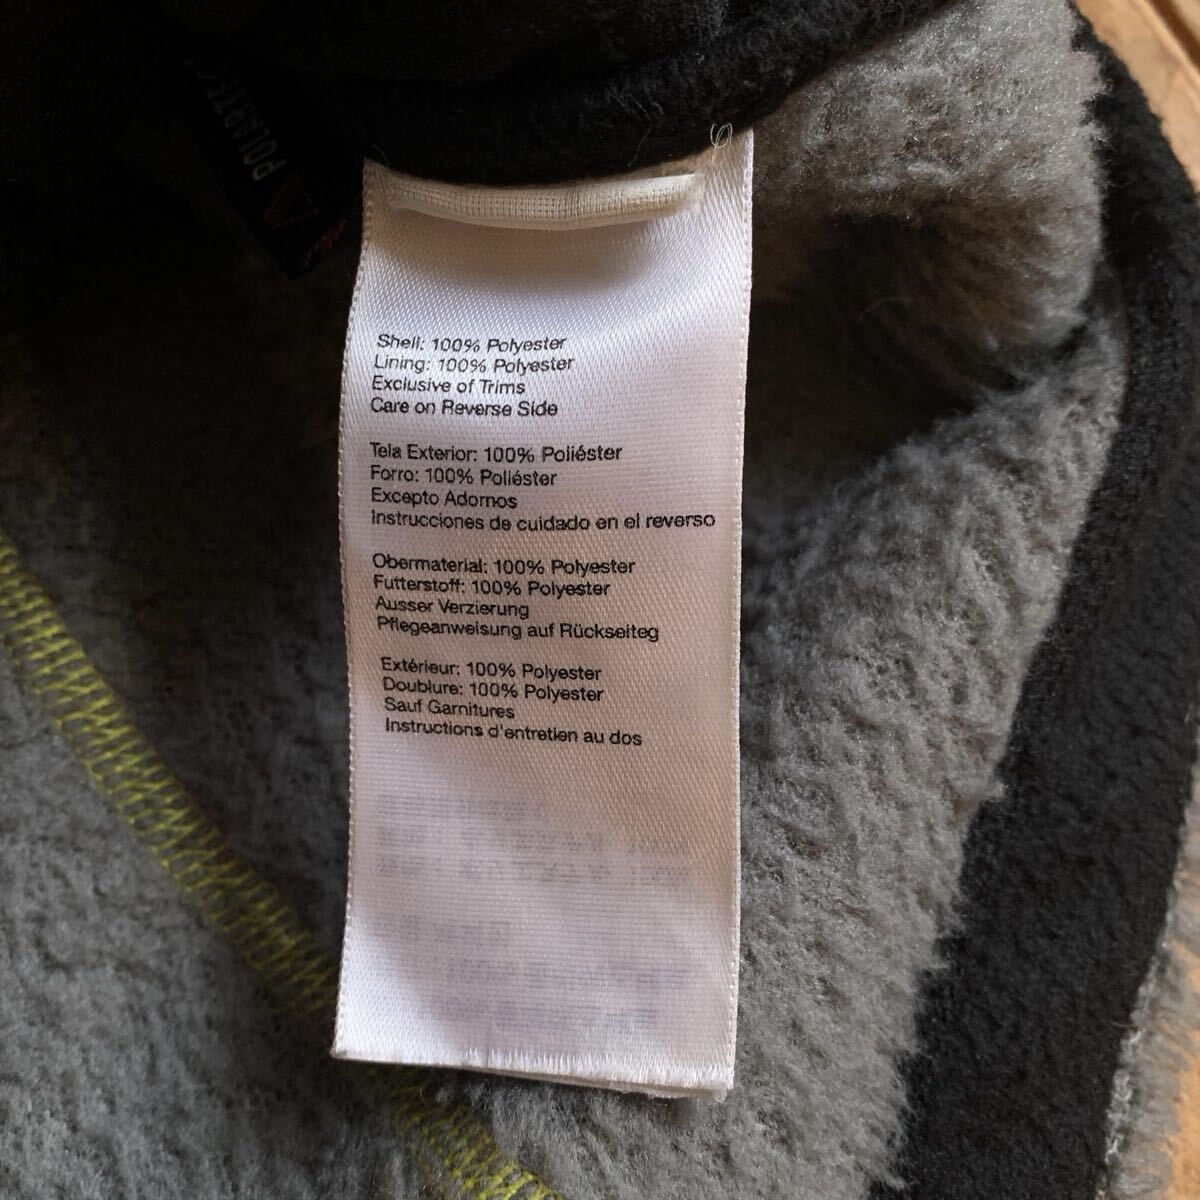 POLARTEC
Shell: 100% Polyester
Lining: 100% Polyester
Exclusive of Trims
Care on Reverse Side
Tela Exterior: 100% Poliéster
Forro: 100% Poliéster
Excepto Adornos
Instrucciones de cuidado en el reverso
Obermaterial: 100% Polyester
Futterstoff: 100% Polyester
Ausser Verzierung
Pflegeanweisung auf Rückseiteg
Extérieur: 100% Polyester
Doublure: 100% Polyester
Sauf Garnitures
Instructions d'entretien au dos